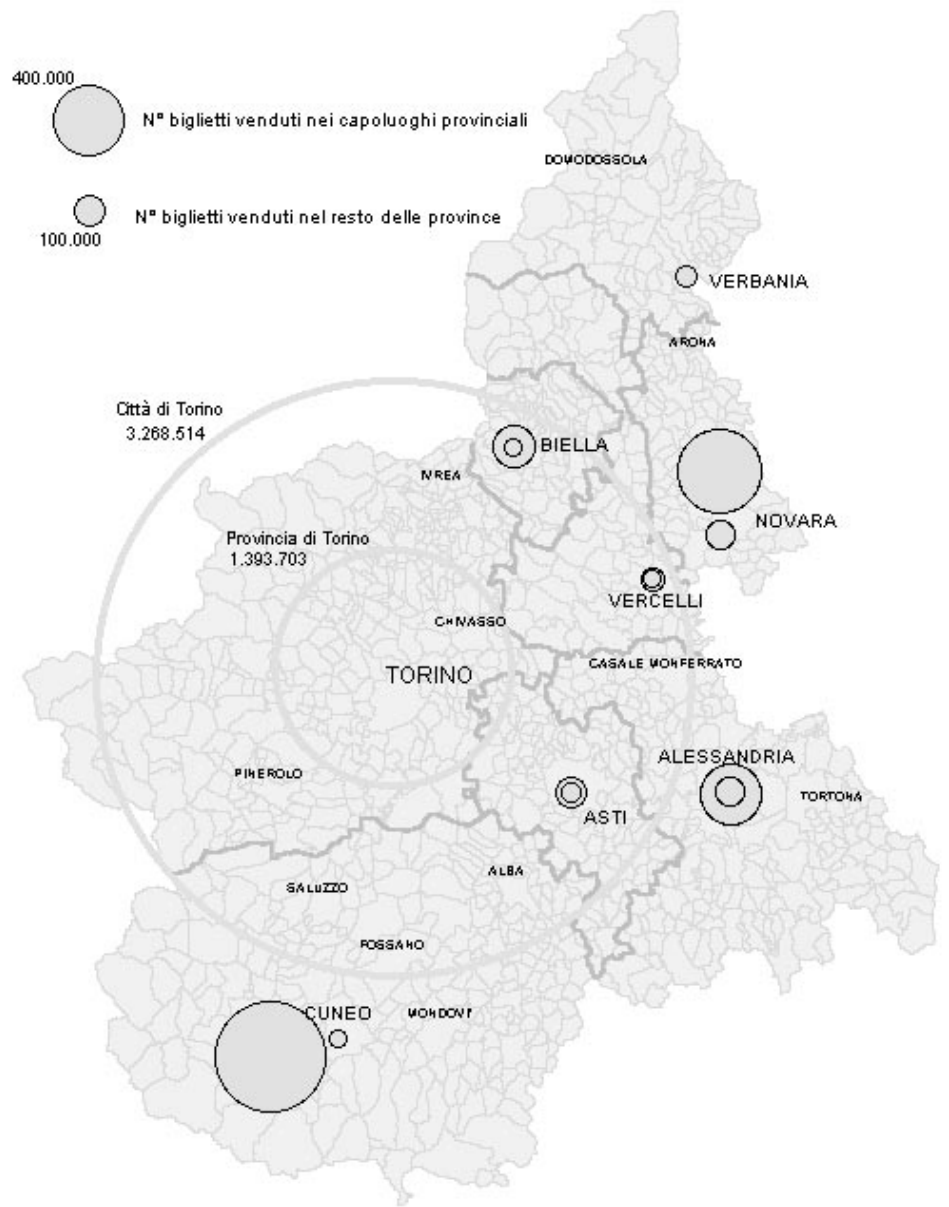 400.000
N° biglietti venduti nei capoluoghi provinciali
N° biglietti venduti nel resto delle province
100.000
DOMODOSSOLA
VERBANIA
ARONA
Città di Torino
3.268.514
BIELLA
IVREA
NOVARA
Provincia di Torino
1.393.703
VERCELLI
CHIVASSO
CASALE MONFERRATO
TORINO
ALESSANDRIA
PINEROLO
TORTONA
ASTI
ALBA
SALUZZO
FOSSANO
CUNEO
MONDOVI'